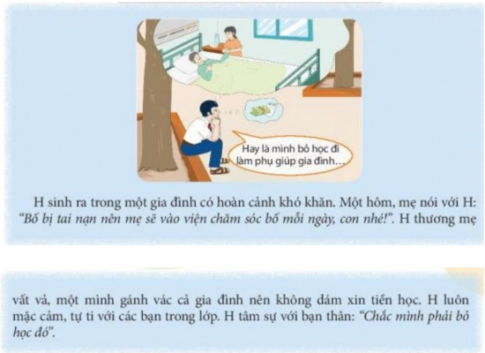 Hay là mình bỏ học đi
làm phụ giúp gia đình...
H sinh ra trong một gia đình có hoàn cảnh khó khăn. Một hôm, mẹ nói với H:
“Bố bị tai nạn nên mẹ sẽ vào viện chăm sóc bố mỗi ngày, con nhé!”. H thương mẹ
vất vả, một mình gánh vác cả gia đình nên không dám xin tiền học. H luôn
mặc cảm, tự ti với các bạn trong lớp. H tâm sự với bạn thân: “Chắc mình phải bỏ
học đó”.